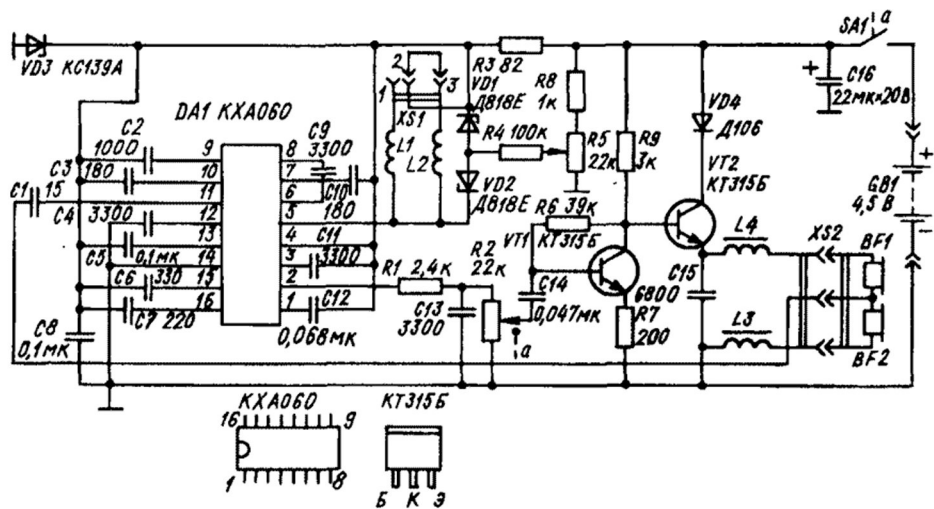 SA1 a
VD3 КС139А
R3 82
C16
22мк×20В
2
1
3
XS1
VD1
Д818Е
R8
1к
VD4
Д106
DA1 КХА060
C2
1000
C9
3300
R4 100к
R5
22к
R9
3к
VT2
КТ315Б
L1
L2
C3
180
C1 15
C10
180
VD2
Д818Е
GB1
4,5 В
9
10
11
12
13
14
15
16
8
7
6
5
4
3
2
1
C4
3300
R6 39к
VT1 КТ315Б
L4
XS2
BF1
C5 0,1мк
C11
3300
C6 330
R1 2,4к
R2
22к
C14
0,047мк
C15
6800
C7 220
C12
0,068мк
C13
3300
a
R7
200
L3
BF2
C8
0,1мк
КХА060
КТ315Б
16 9
1 8
Б К Э